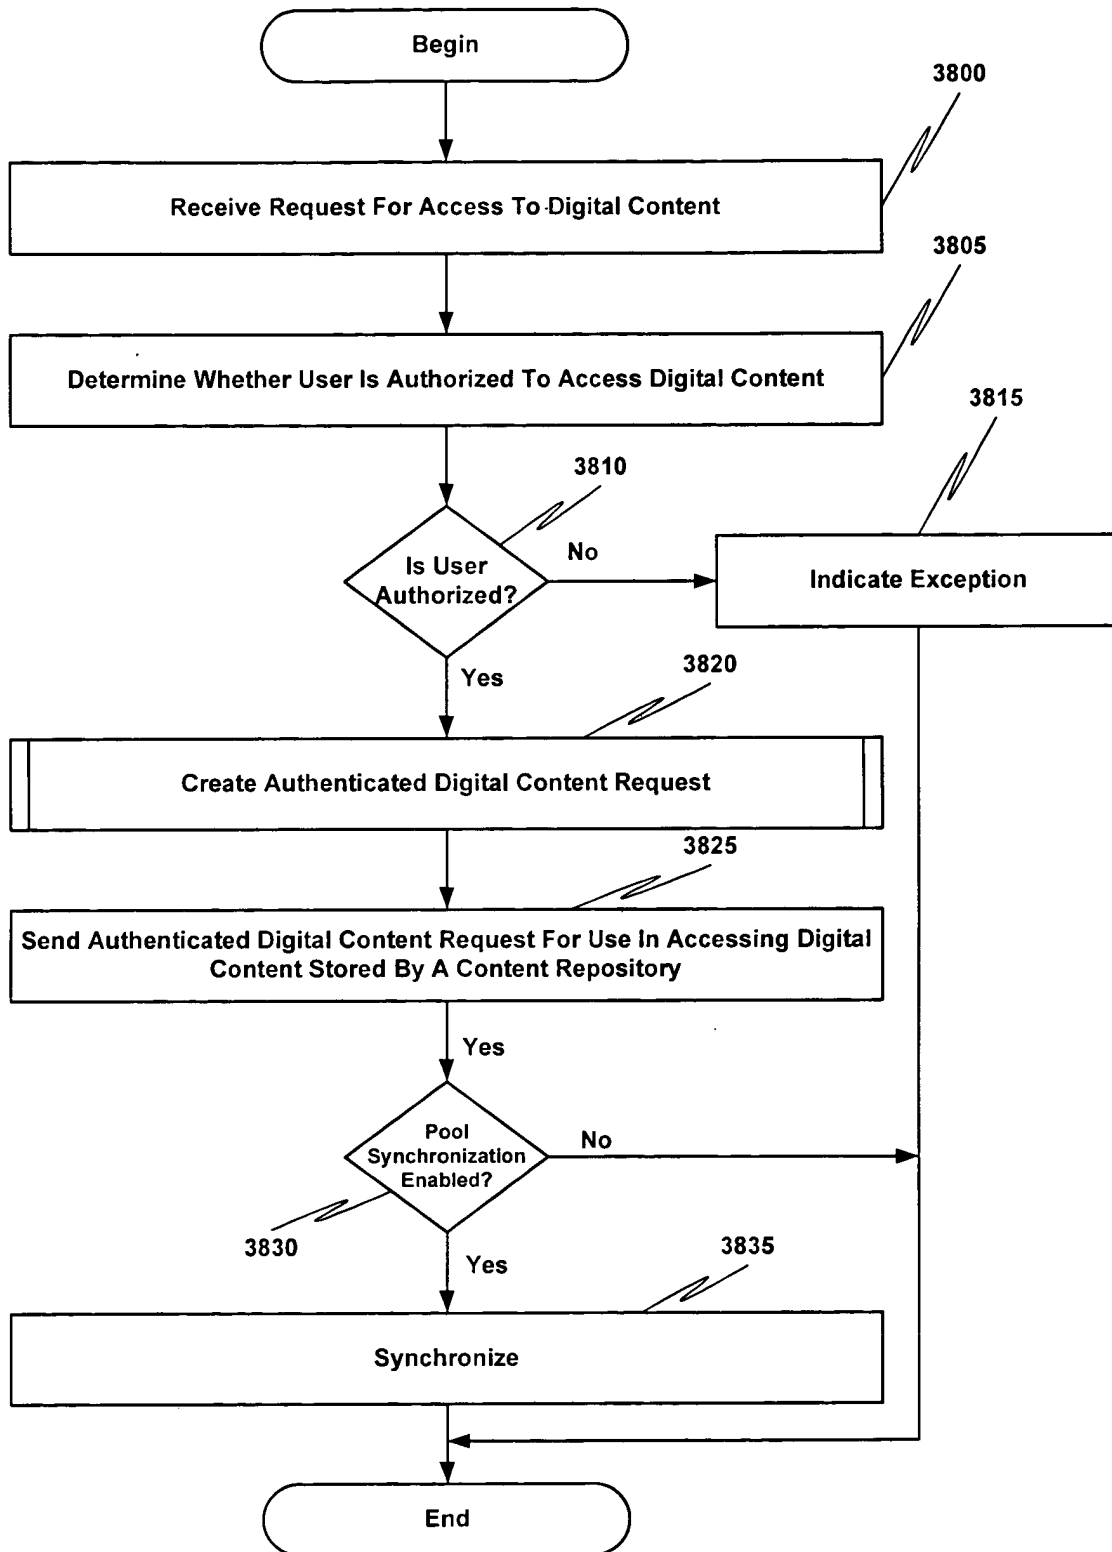 Begin
3800
Receive Request For Access To Digital Content
3805
Determine Whether User Is Authorized To Access Digital Content
3815
3810
Is User
Authorized?
No
Indicate Exception
Yes
3820
Create Authenticated Digital Content Request
3825
Send Authenticated Digital Content Request For Use In Accessing Digital
Content Stored By A Content Repository
Yes
Pool
Synchronization
Enabled?
No
3830
Yes
3835
Synchronize
End